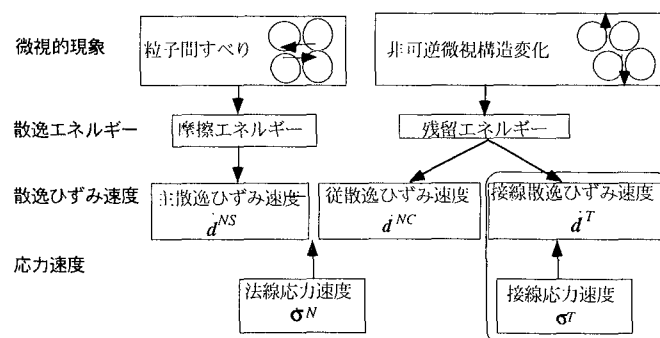 微視的現象
粒子間すべり
非可逆微視構造変化
散逸エネルギー
摩擦エネルギー
残留エネルギー
散逸ひずみ速度
主散逸ひずみ速度
従散逸ひずみ速度
接線散逸ひずみ速度
ḋᴺˢ
ḋᴺᶜ
ḋᵀ
応力速度
法線応力速度
接線応力速度
σ̇ᴺ
σ̇ᵀ